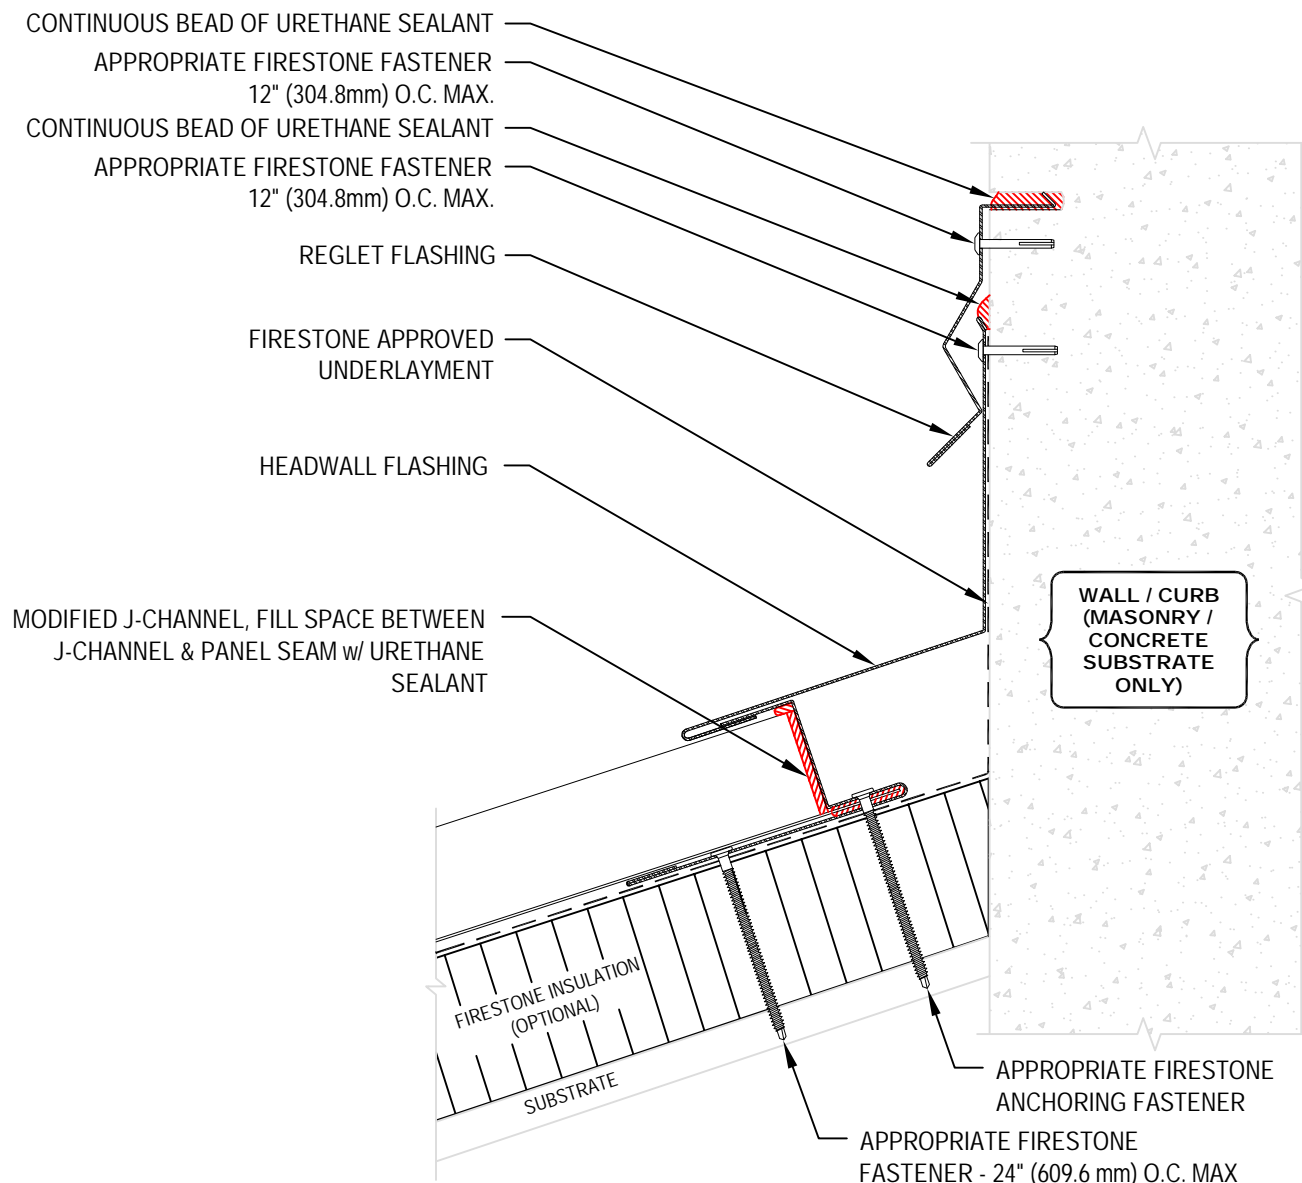 CONTINUOUS BEAD OF URETHANE SEALANT
APPROPRIATE FIRESTONE FASTENER
12" (304.8mm) O.C. MAX.
CONTINUOUS BEAD OF URETHANE SEALANT
APPROPRIATE FIRESTONE FASTENER
12" (304.8mm) O.C. MAX.
REGLET FLASHING
FIRESTONE APPROVED
UNDERLAYMENT
HEADWALL FLASHING
MODIFIED J-CHANNEL, FILL SPACE BETWEEN
J-CHANNEL & PANEL SEAM w/ URETHANE
SEALANT
WALL / CURB
(MASONRY /
CONCRETE
SUBSTRATE
ONLY)
FIRESTONE INSULATION
(OPTIONAL)
SUBSTRATE
APPROPRIATE FIRESTONE
ANCHORING FASTENER
APPROPRIATE FIRESTONE
FASTENER - 24" (609.6 mm) O.C. MAX